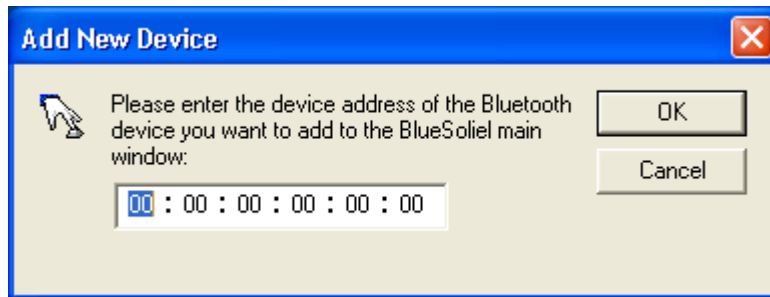 Add New Device
Please enter the device address of the Bluetooth
device you want to add to the BlueSoliel main
window:
00 : 00 : 00 : 00 : 00 : 00
OK
Cancel